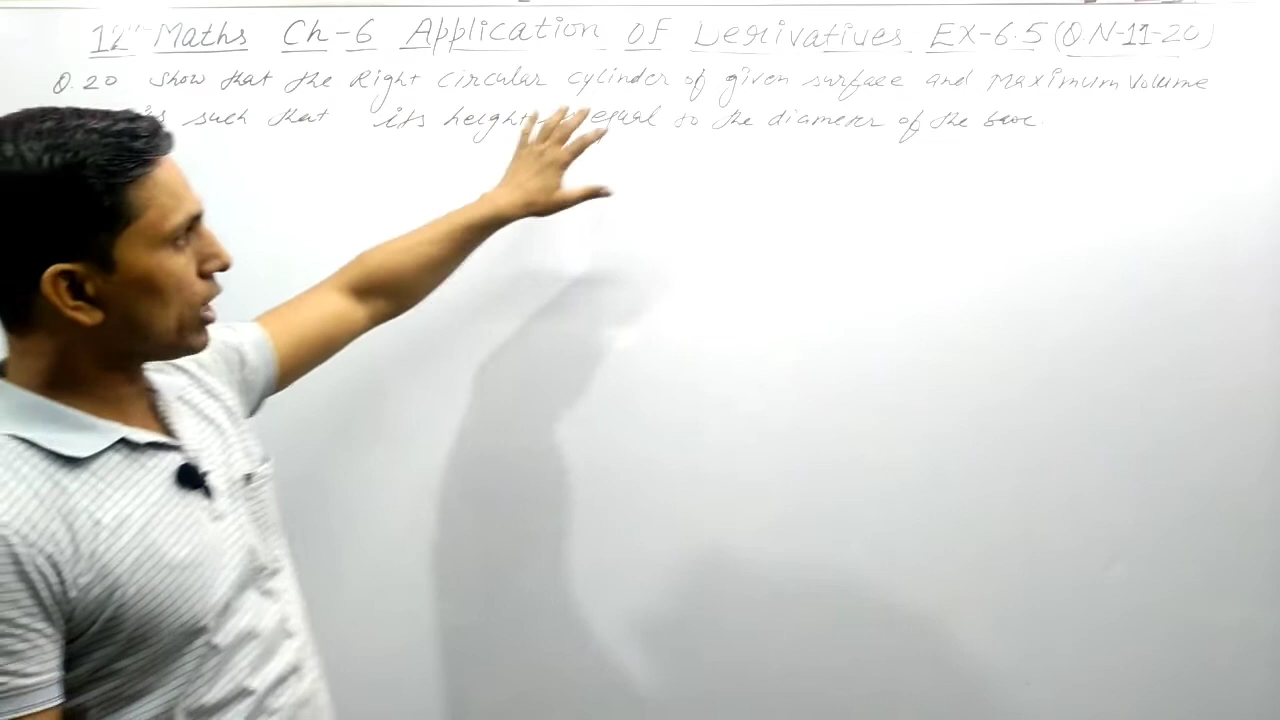 12th Maths Ch-6 Application of Derivatives EX-6.5 (Q.N-11-20)
Q.20 Show that the Right circular cylinder of given surface and Maximum Volume
is such that its height is equal to the diameter of the base.